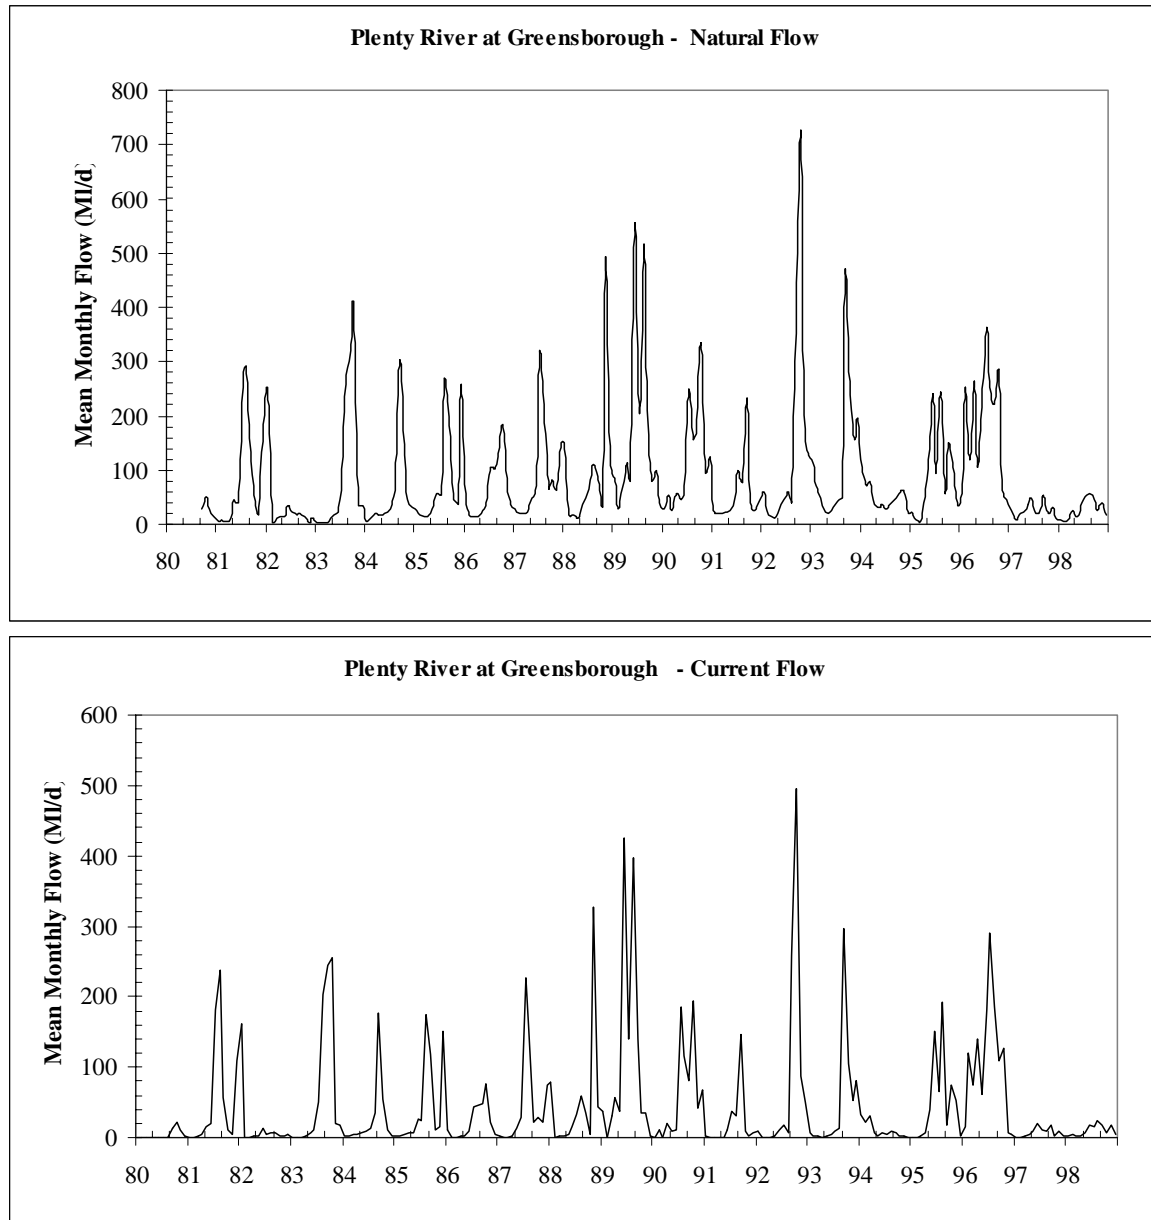 Plenty River at Greensborough - Natural Flow
800
700
600
500
400
300
200
100
0
Mean Monthly Flow (Ml/d)
80 81 82 83 84 85 86 87 88 89 90 91 92 93 94 95 96 97 98
Plenty River at Greensborough - Current Flow
600
500
400
300
200
100
0
Mean Monthly Flow (Ml/d)
80 81 82 83 84 85 86 87 88 89 90 91 92 93 94 95 96 97 98